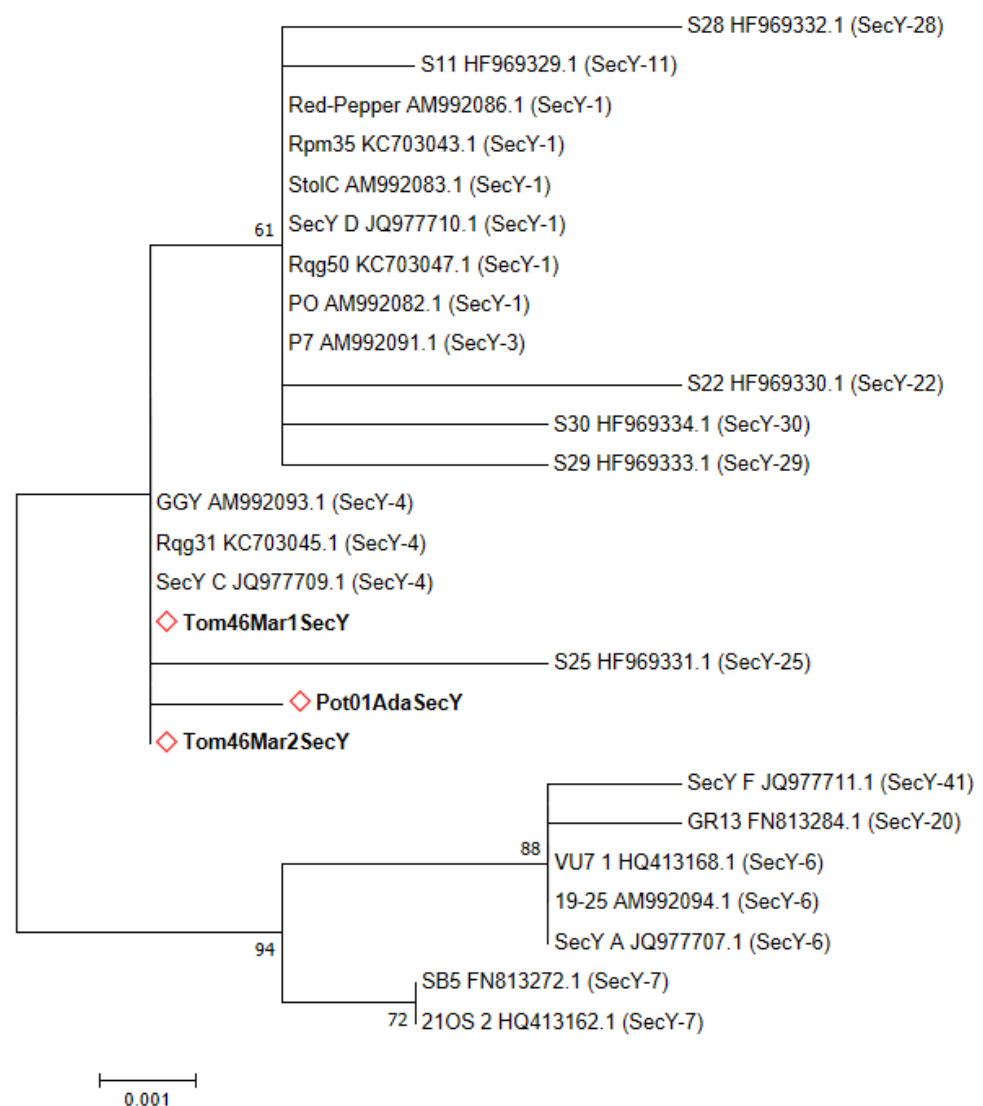 S28 HF969332.1 (SecY-28)
S11 HF969329.1 (SecY-11)
Red-Pepper AM992086.1 (SecY-1)
Rpm35 KC703043.1 (SecY-1)
StolC AM992083.1 (SecY-1)
SecY D JQ977710.1 (SecY-1)
61
Rqg50 KC703047.1 (SecY-1)
PO AM992082.1 (SecY-1)
P7 AM992091.1 (SecY-3)
S22 HF969330.1 (SecY-22)
S30 HF969334.1 (SecY-30)
S29 HF969333.1 (SecY-29)
GGY AM992093.1 (SecY-4)
Rqg31 KC703045.1 (SecY-4)
SecY C JQ977709.1 (SecY-4)
Tom46Mar1SecY
S25 HF969331.1 (SecY-25)
Pot01AdaSecY
Tom46Mar2SecY
SecY F JQ977711.1 (SecY-41)
GR13 FN813284.1 (SecY-20)
88
VU7 1 HQ413168.1 (SecY-6)
19-25 AM992094.1 (SecY-6)
SecY A JQ977707.1 (SecY-6)
94
SB5 FN813272.1 (SecY-7)
72
21OS 2 HQ413162.1 (SecY-7)
0.001